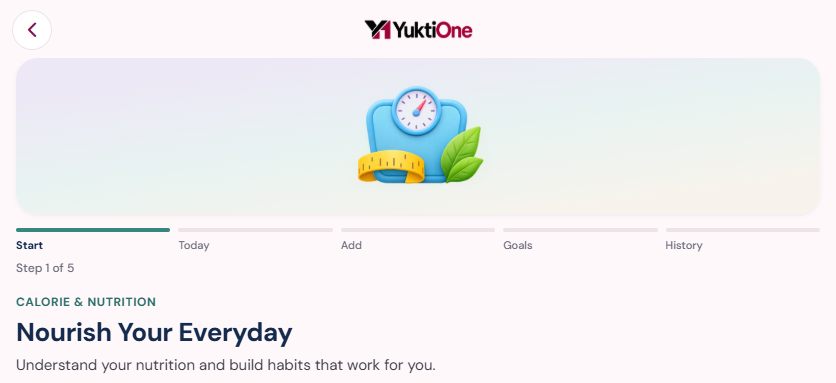 YuktiOne
Start Today Add Goals History
Step 1 of 5
CALORIE & NUTRITION
Nourish Your Everyday
Understand your nutrition and build habits that work for you.